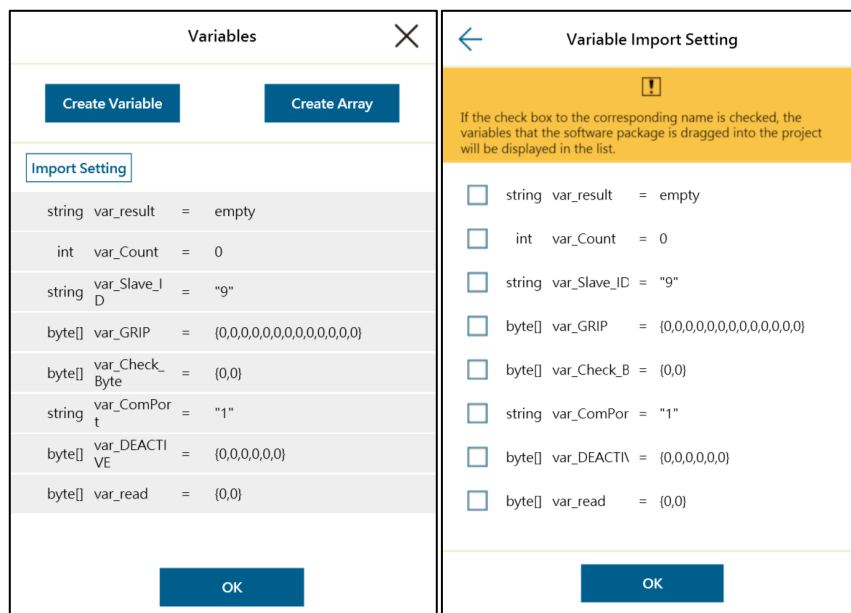 Variables
Create Variable
Create Array
Import Setting
string var_result = empty
int var_Count = 0
string var_Slave_I
D = "9"
byte[] var_GRIP = {0,0,0,0,0,0,0,0,0,0,0,0,0}
byte[] var_Check_
Byte = {0,0}
string var_ComPor
t = "1"
byte[] var_DEACTI
VE = {0,0,0,0,0,0}
byte[] var_read = {0,0}
OK
Variable Import Setting
If the check box to the corresponding name is checked, the
variables that the software package is dragged into the project
will be displayed in the list.
string var_result = empty
int var_Count = 0
string var_Slave_ID = "9"
byte[] var_GRIP = {0,0,0,0,0,0,0,0,0,0,0,0,0}
byte[] var_Check_B = {0,0}
string var_ComPor = "1"
byte[] var_DEACTI\ = {0,0,0,0,0,0}
byte[] var_read = {0,0}
OK